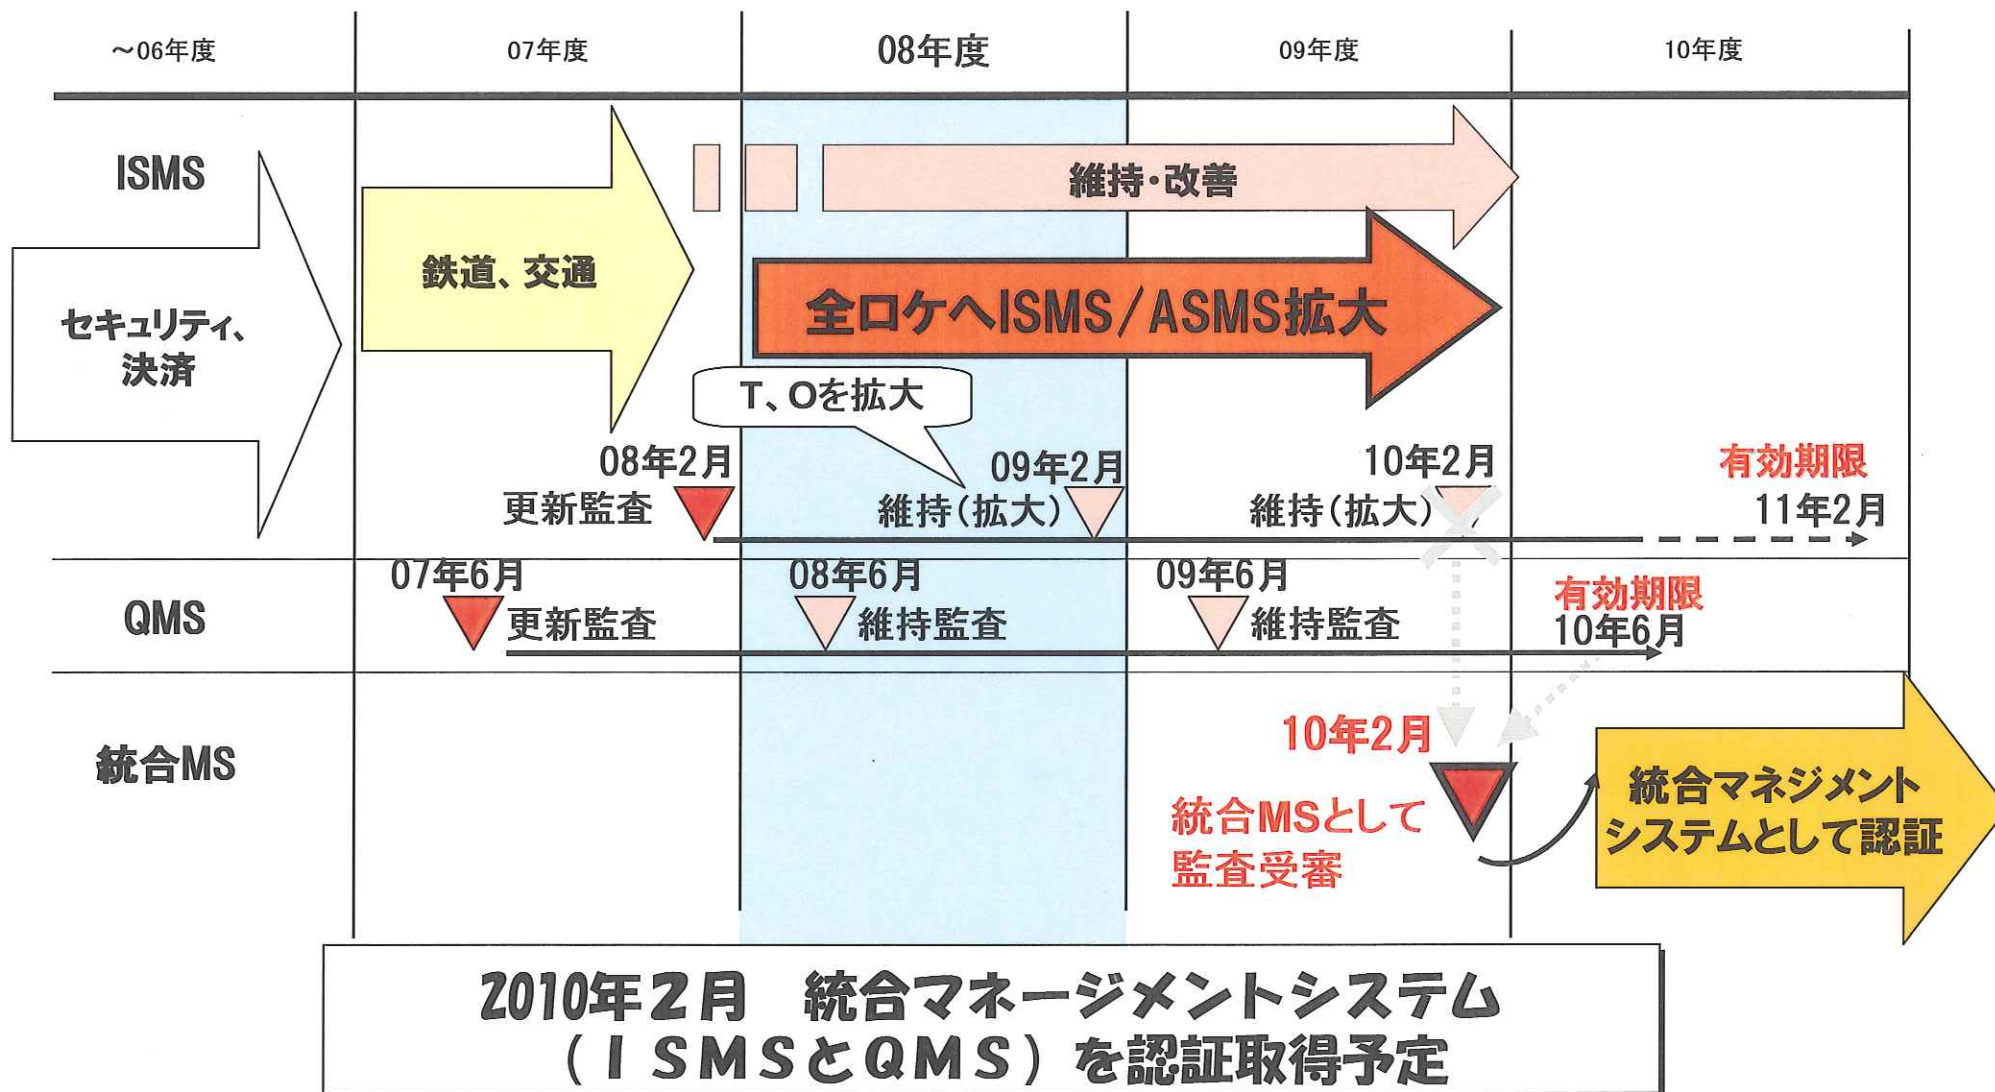 ～06年度
07年度
08年度
09年度
10年度
ISMS
維持・改善
セキュリティ、
決済
鉄道、交通
全ロケへISMS/ASMS拡大
T、Oを拡大
08年2月
更新監査
09年2月
維持(拡大)
10年2月
維持(拡大)
有効期限
11年2月
QMS
07年6月
更新監査
08年6月
維持監査
09年6月
維持監査
有効期限
10年6月
統合MS
10年2月
統合MSとして
監査受審
統合マネジメント
システムとして認証
2010年2月　統合マネージメントシステム
(ISMSとQMS)を認証取得予定